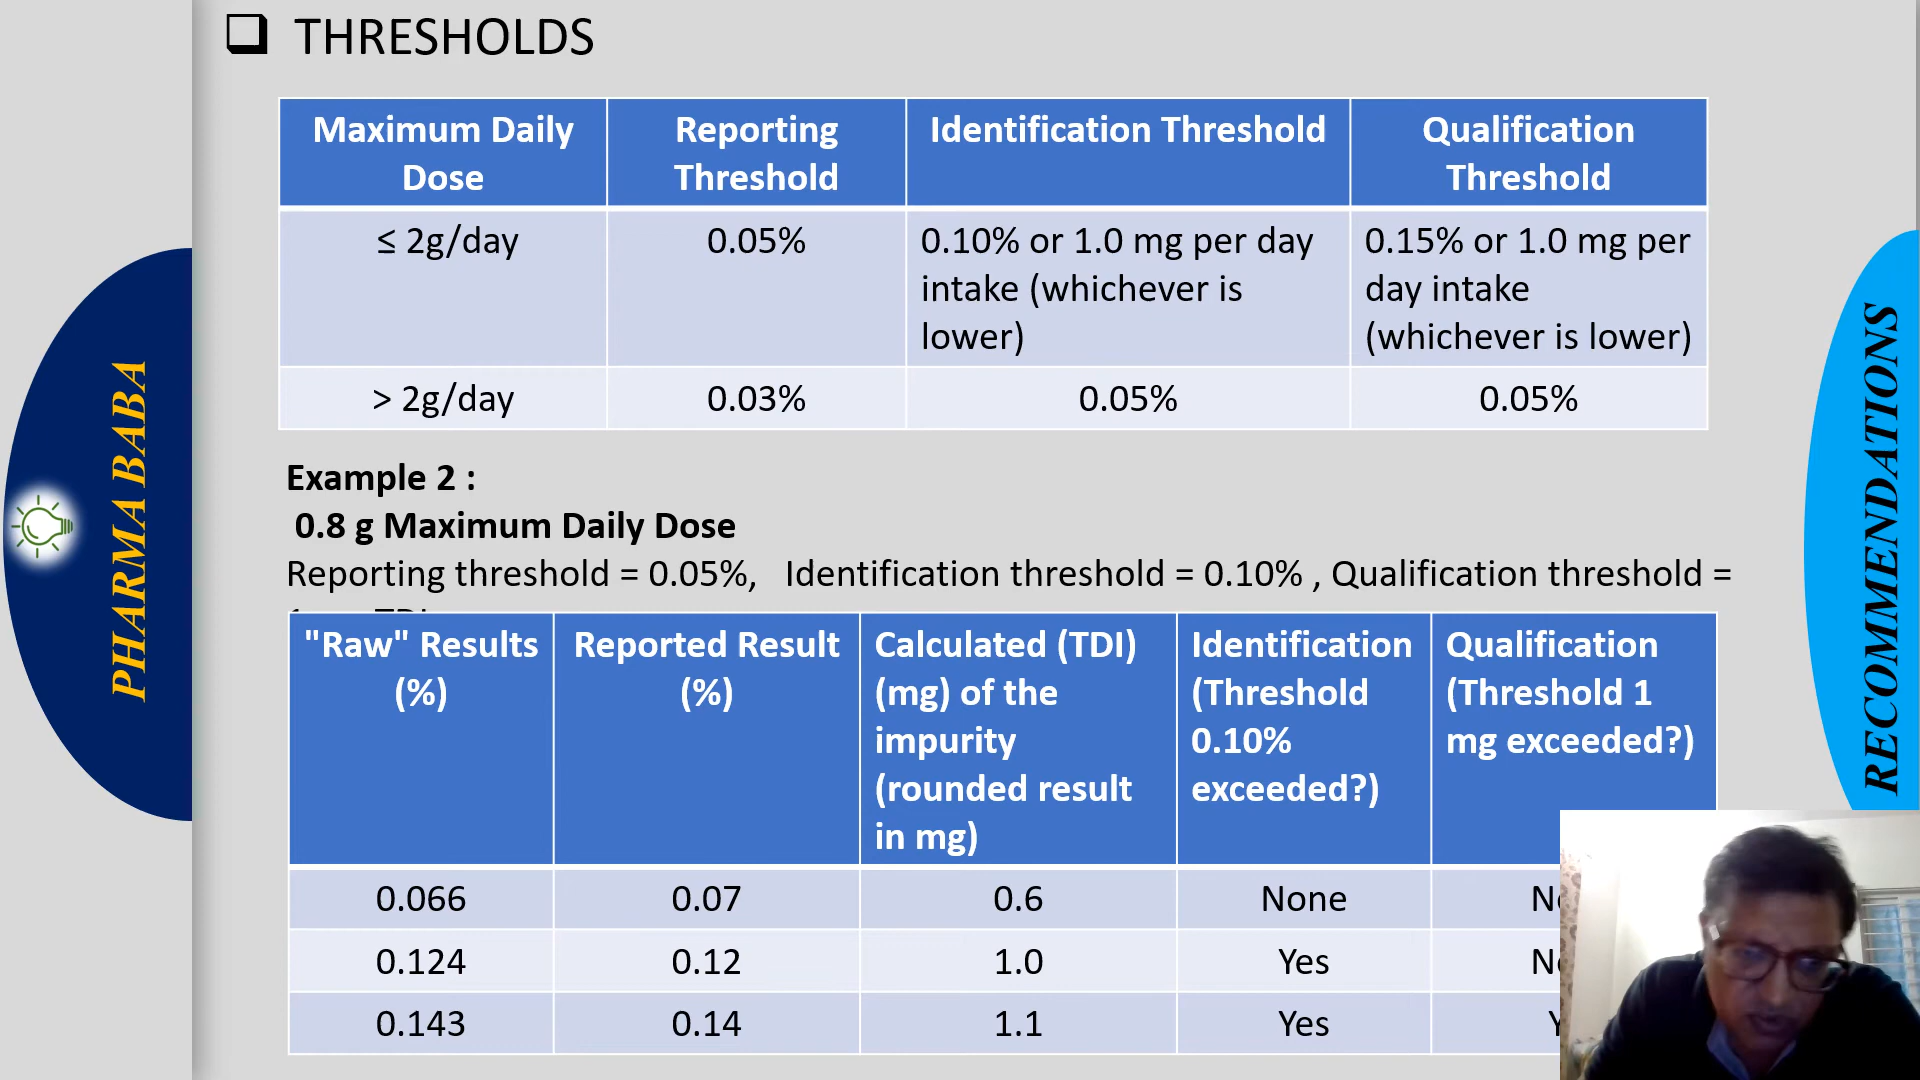 THRESHOLDS
Maximum Daily Dose
Reporting Threshold
Identification Threshold
Qualification Threshold
≤ 2g/day
0.05%
0.10% or 1.0 mg per day intake (whichever is lower)
0.15% or 1.0 mg per day intake (whichever is lower)
> 2g/day
0.03%
0.05%
0.05%
Example 2 :
0.8 g Maximum Daily Dose
Reporting threshold = 0.05%, Identification threshold = 0.10% , Qualification threshold =
"Raw" Results (%)
Reported Result (%)
Calculated (TDI) (mg) of the impurity (rounded result in mg)
Identification (Threshold 0.10% exceeded?)
Qualification (Threshold 1 mg exceeded?)
0.066
0.07
0.6
None
0.124
0.12
1.0
Yes
0.143
0.14
1.1
Yes
PHARMA BABA
RECOMMENDATIONS